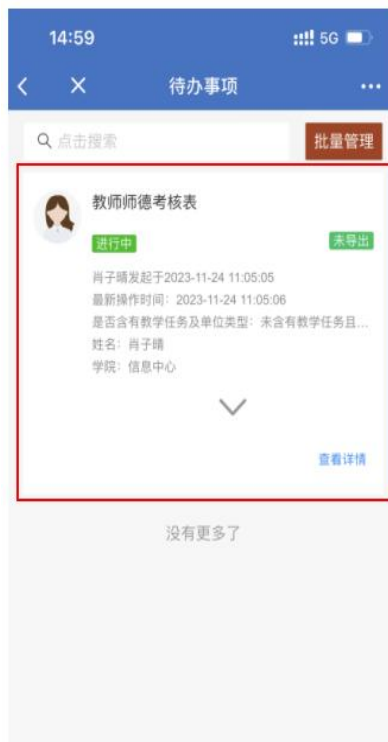 14:59
5G
待办事项
点击搜索
批量管理
教师师德考核表
进行中
未导出
肖子晴发起于2023-11-24 11:05:05
最新操作时间：2023-11-24 11:05:06
是否含有教学任务及单位类型：未含有教学任务且...
姓名：肖子晴
学院：信息中心
查看详情
没有更多了